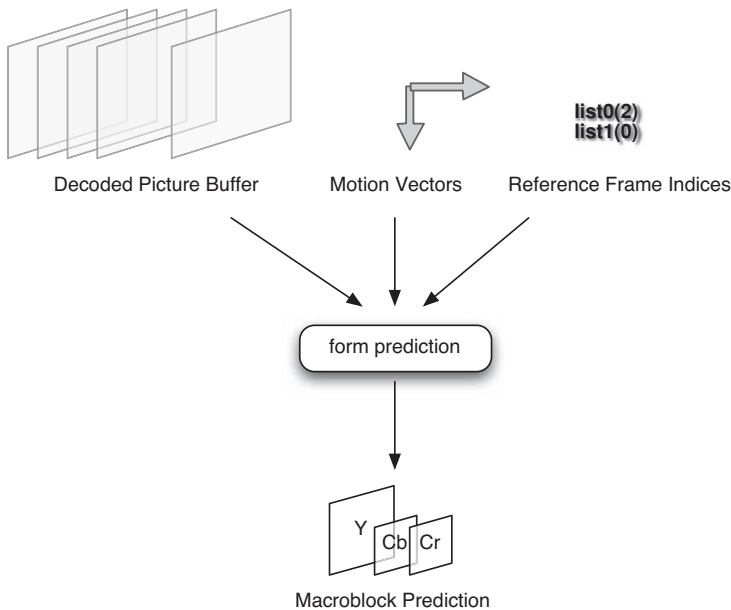 list0(2)
list1(0)
Decoded Picture Buffer
Motion Vectors
Reference Frame Indices
form prediction
Y
Cb
Cr
Macroblock Prediction